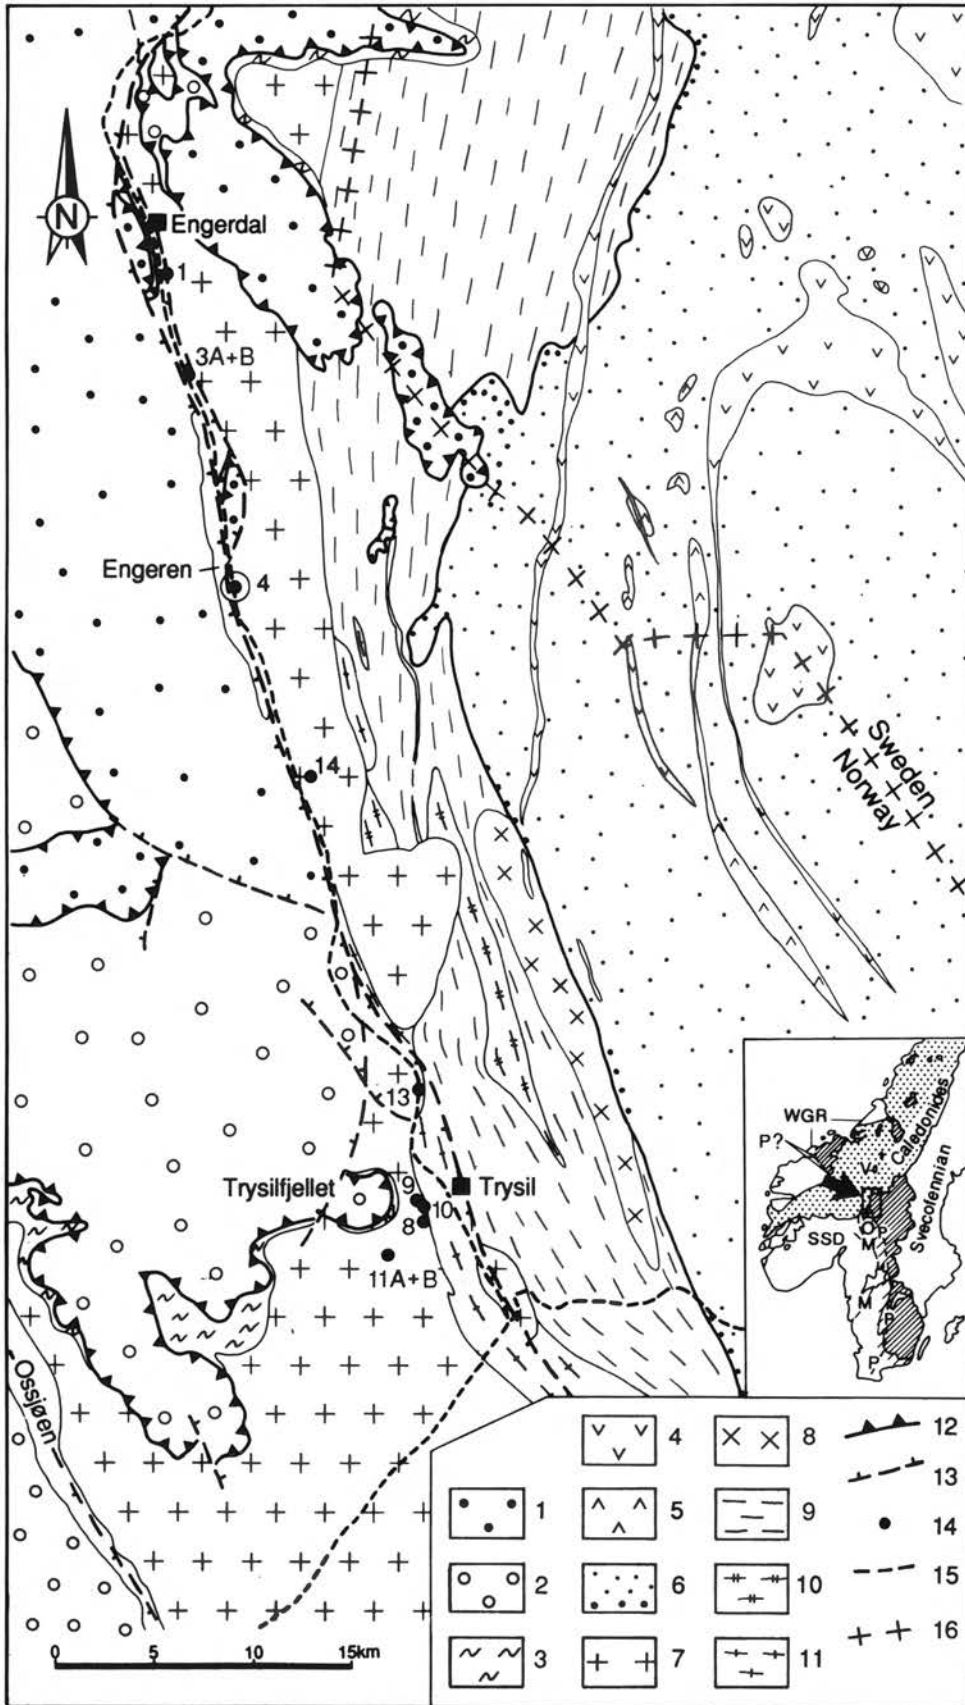 N
Engerdal
1
3A+B
Engeren
4
14
Sweden
Norway
13
9
10
8
Trysil
Trysilfjellet
11A+B
Ossjøen
WGR
P?
V
Caledonides
Svecofennian
SSD
O
M
M
P
P
0 5 10 15km
4 8 12
13
1 5 9 14
2 6 10 15
3 7 11 16